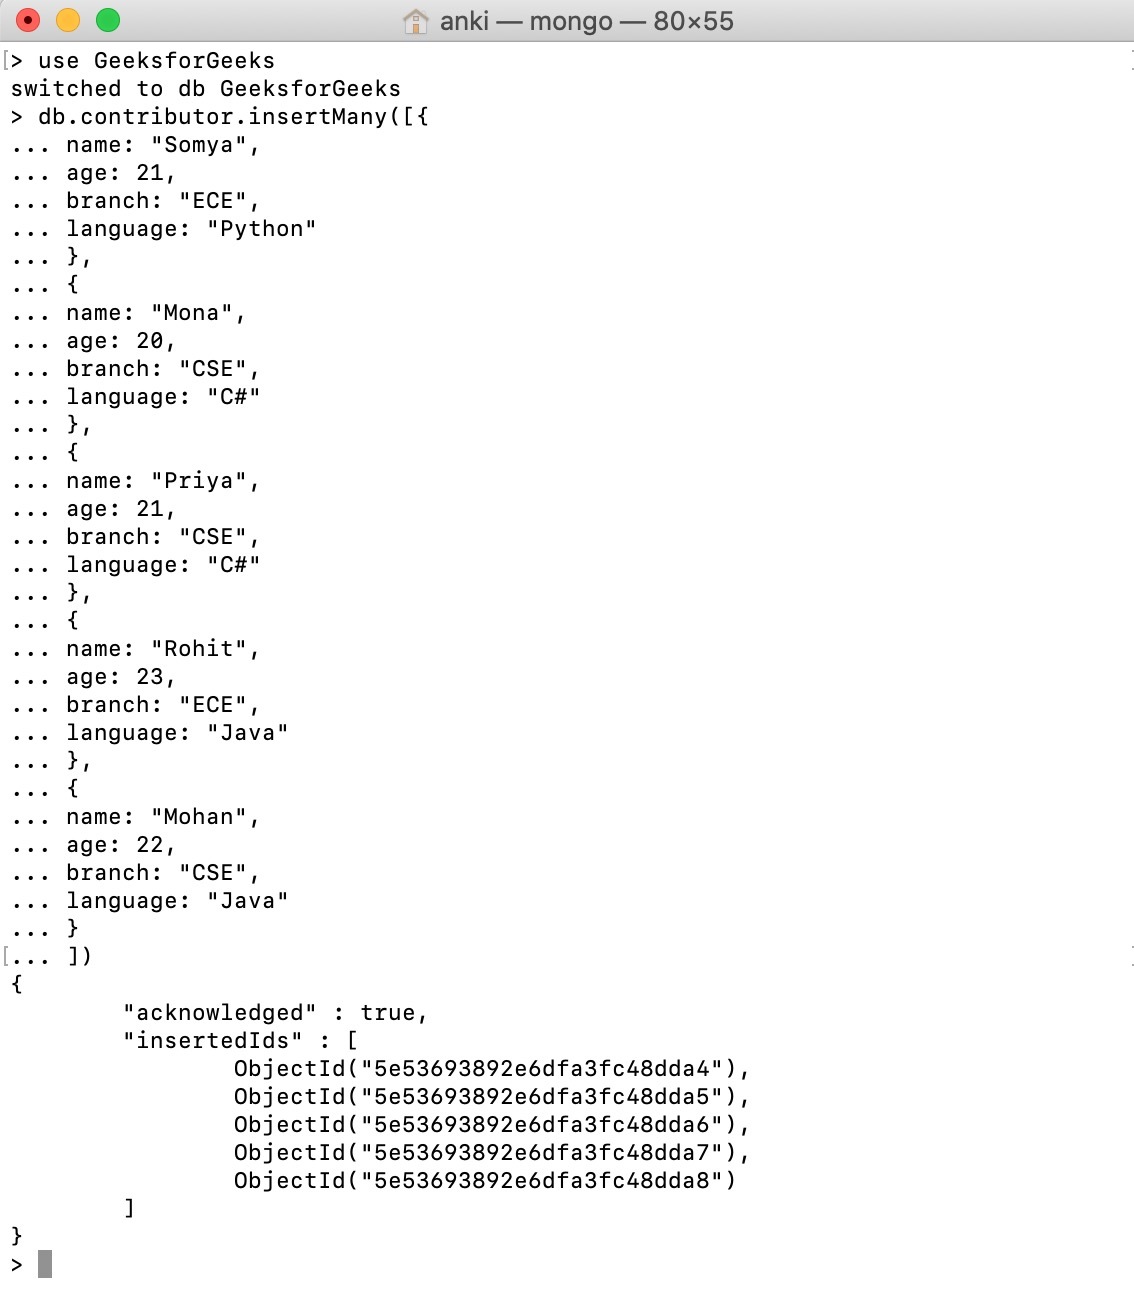 anki — mongo — 80×55
> use GeeksforGeeks
switched to db GeeksforGeeks
> db.contributor.insertMany([{
... name: "Somya",
... age: 21,
... branch: "ECE",
... language: "Python"
... },
... {
... name: "Mona",
... age: 20,
... branch: "CSE",
... language: "C#"
... },
... {
... name: "Priya",
... age: 21,
... branch: "CSE",
... language: "C#"
... },
... {
... name: "Rohit",
... age: 23,
... branch: "ECE",
... language: "Java"
... },
... {
... name: "Mohan",
... age: 22,
... branch: "CSE",
... language: "Java"
... }
... ])
{
        "acknowledged" : true,
        "insertedIds" : [
                ObjectId("5e53693892e6dfa3fc48dda4"),
                ObjectId("5e53693892e6dfa3fc48dda5"),
                ObjectId("5e53693892e6dfa3fc48dda6"),
                ObjectId("5e53693892e6dfa3fc48dda7"),
                ObjectId("5e53693892e6dfa3fc48dda8")
        ]
}
>